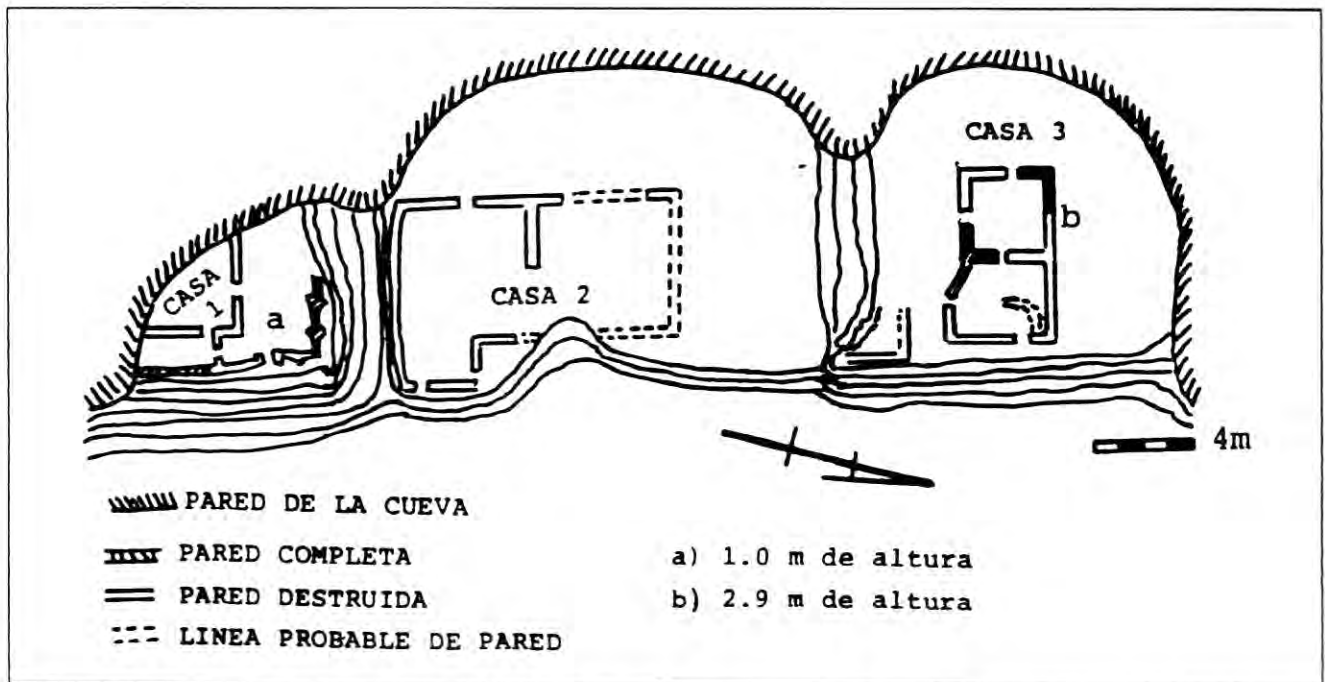 CASA 3
b
CASA 1
a
CASA 2
4m
PARED DE LA CUEVA
PARED COMPLETA
PARED DESTRUIDA
LINEA PROBABLE DE PARED
a) 1.0 m de altura
b) 2.9 m de altura